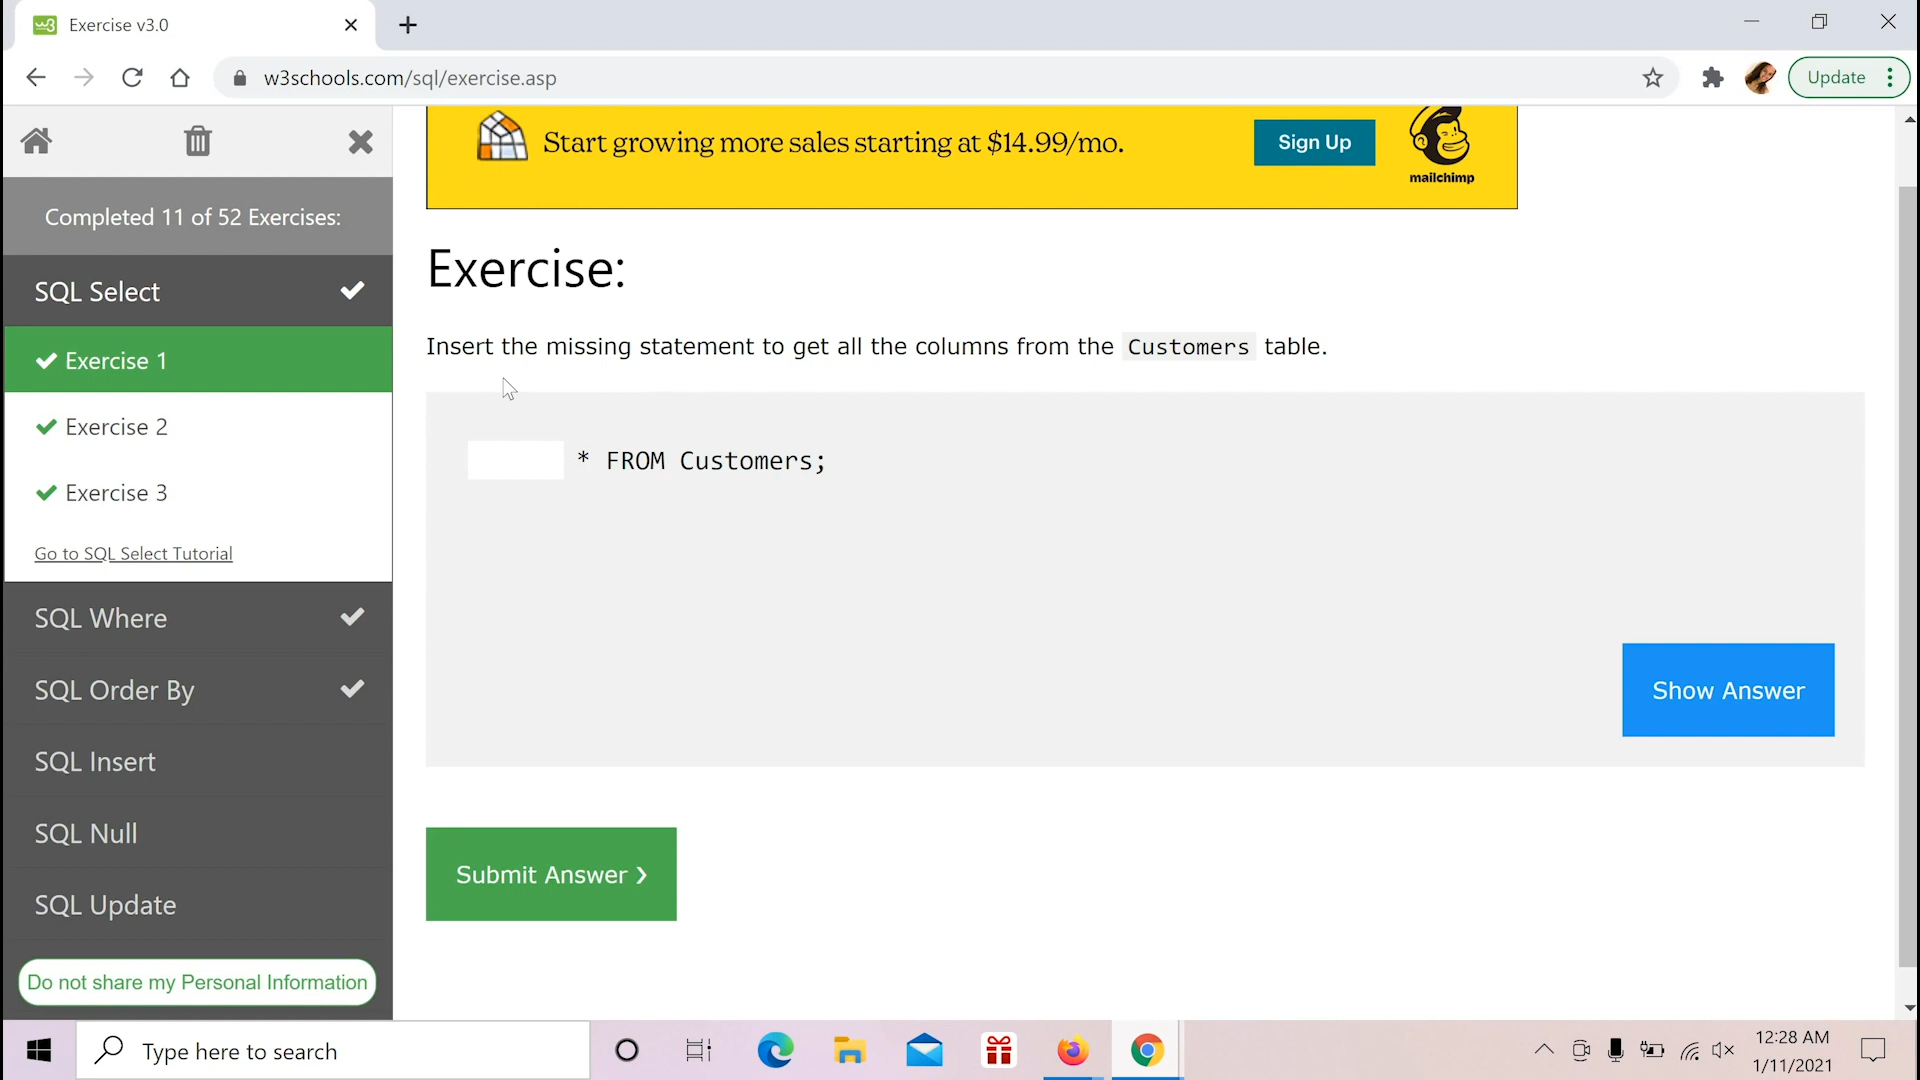 Exercise v3.0
w3schools.com/sql/exercise.asp
Update
Start growing more sales starting at $14.99/mo.
Sign Up
mailchimp
Completed 11 of 52 Exercises:
SQL Select
Exercise 1
Exercise 2
Exercise 3
Go to SQL Select Tutorial
SQL Where
SQL Order By
SQL Insert
SQL Null
SQL Update
Do not share my Personal Information
Exercise:
Insert the missing statement to get all the columns from the Customers table.
* FROM Customers;
Show Answer
Submit Answer ❯
Type here to search
12:28 AM
1/11/2021